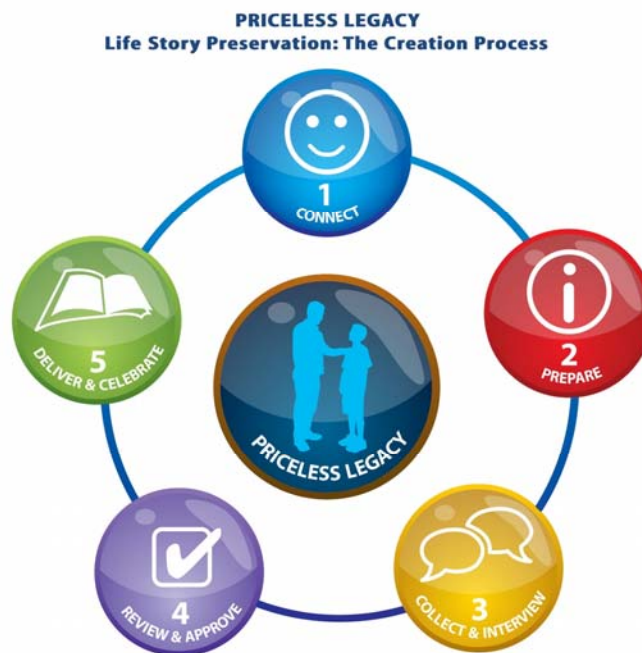 PRICELESS LEGACY
Life Story Preservation: The Creation Process
1
CONNECT
2
PREPARE
3
COLLECT & INTERVIEW
4
REVIEW & APPROVE
5
DELIVER & CELEBRATE
PRICELESS LEGACY